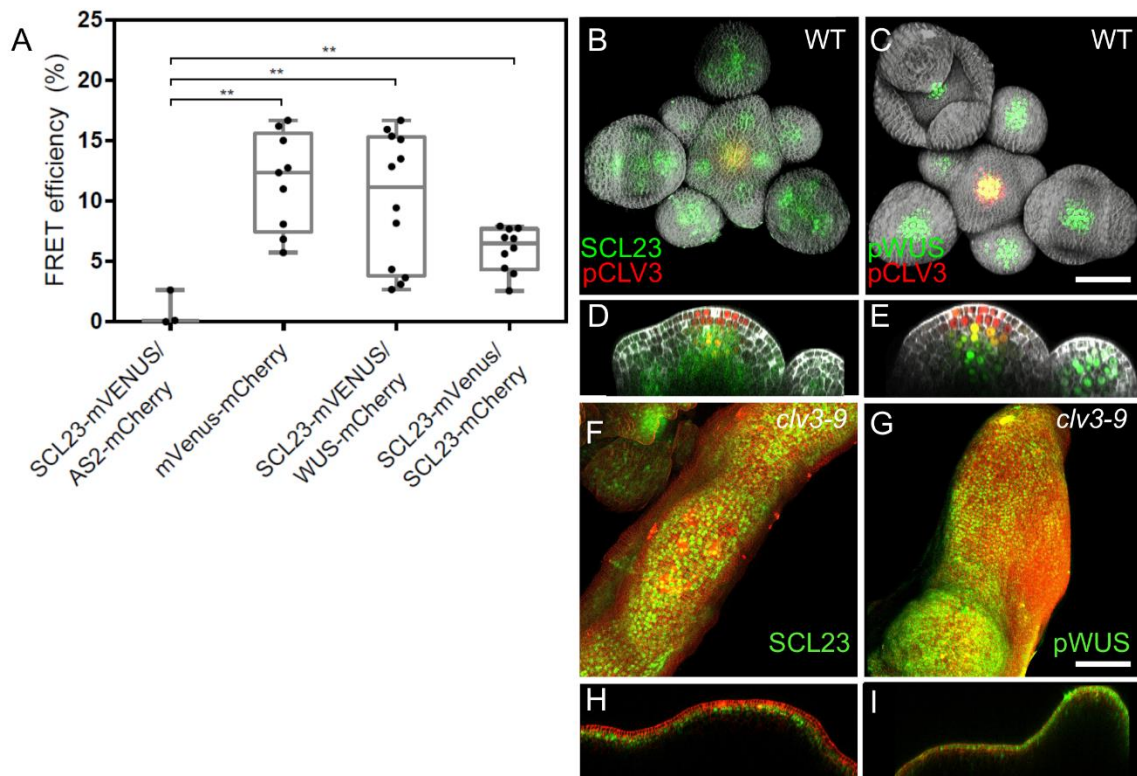 A
FRET efficiency (%)
25
20
15
10
5
0
**
**
**
SCL23-mVENUS/
AS2-mCherry
mVenus-mCherry
SCL23-mVENUS/
WUS-mCherry
SCL23-mVenus/
SCL23-mCherry
B
WT
SCL23
pCLV3
C
WT
pWUS
pCLV3
D
E
F
clv3-9
SCL23
G
clv3-9
pWUS
H
I